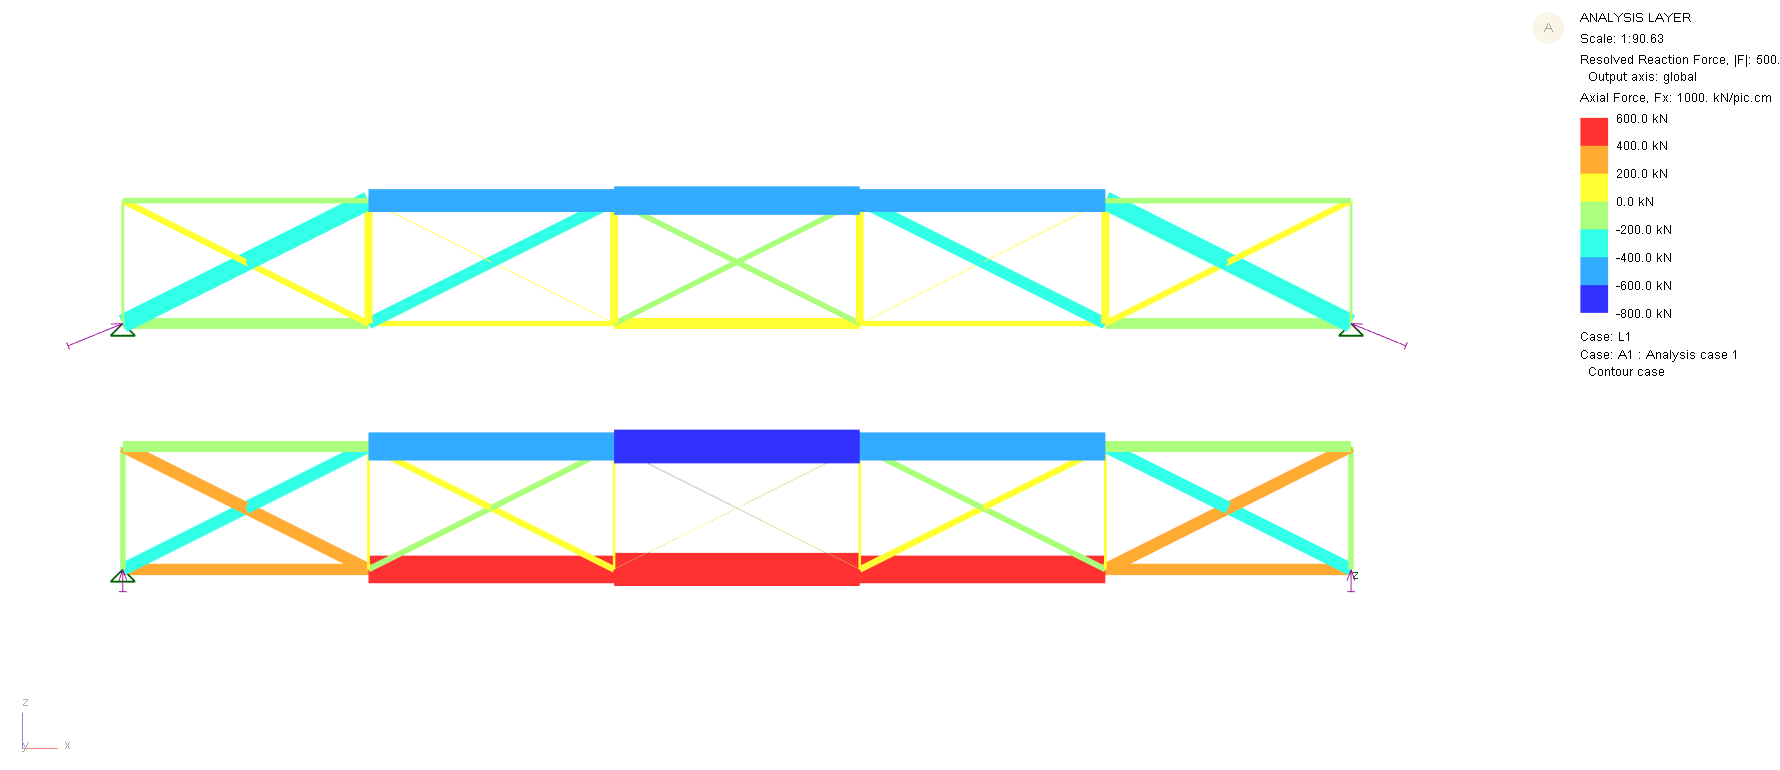 A
ANALYSIS LAYER
Scale: 1:90.63
Resolved Reaction Force, |F|: 500.
Output axis: global
Axial Force, Fx: 1000. kN/pic.cm
600.0 kN
400.0 kN
200.0 kN
0.0 kN
-200.0 kN
-400.0 kN
-600.0 kN
-800.0 kN
Case: L1
Case: A1 : Analysis case 1
Contour case
z
z
y
x